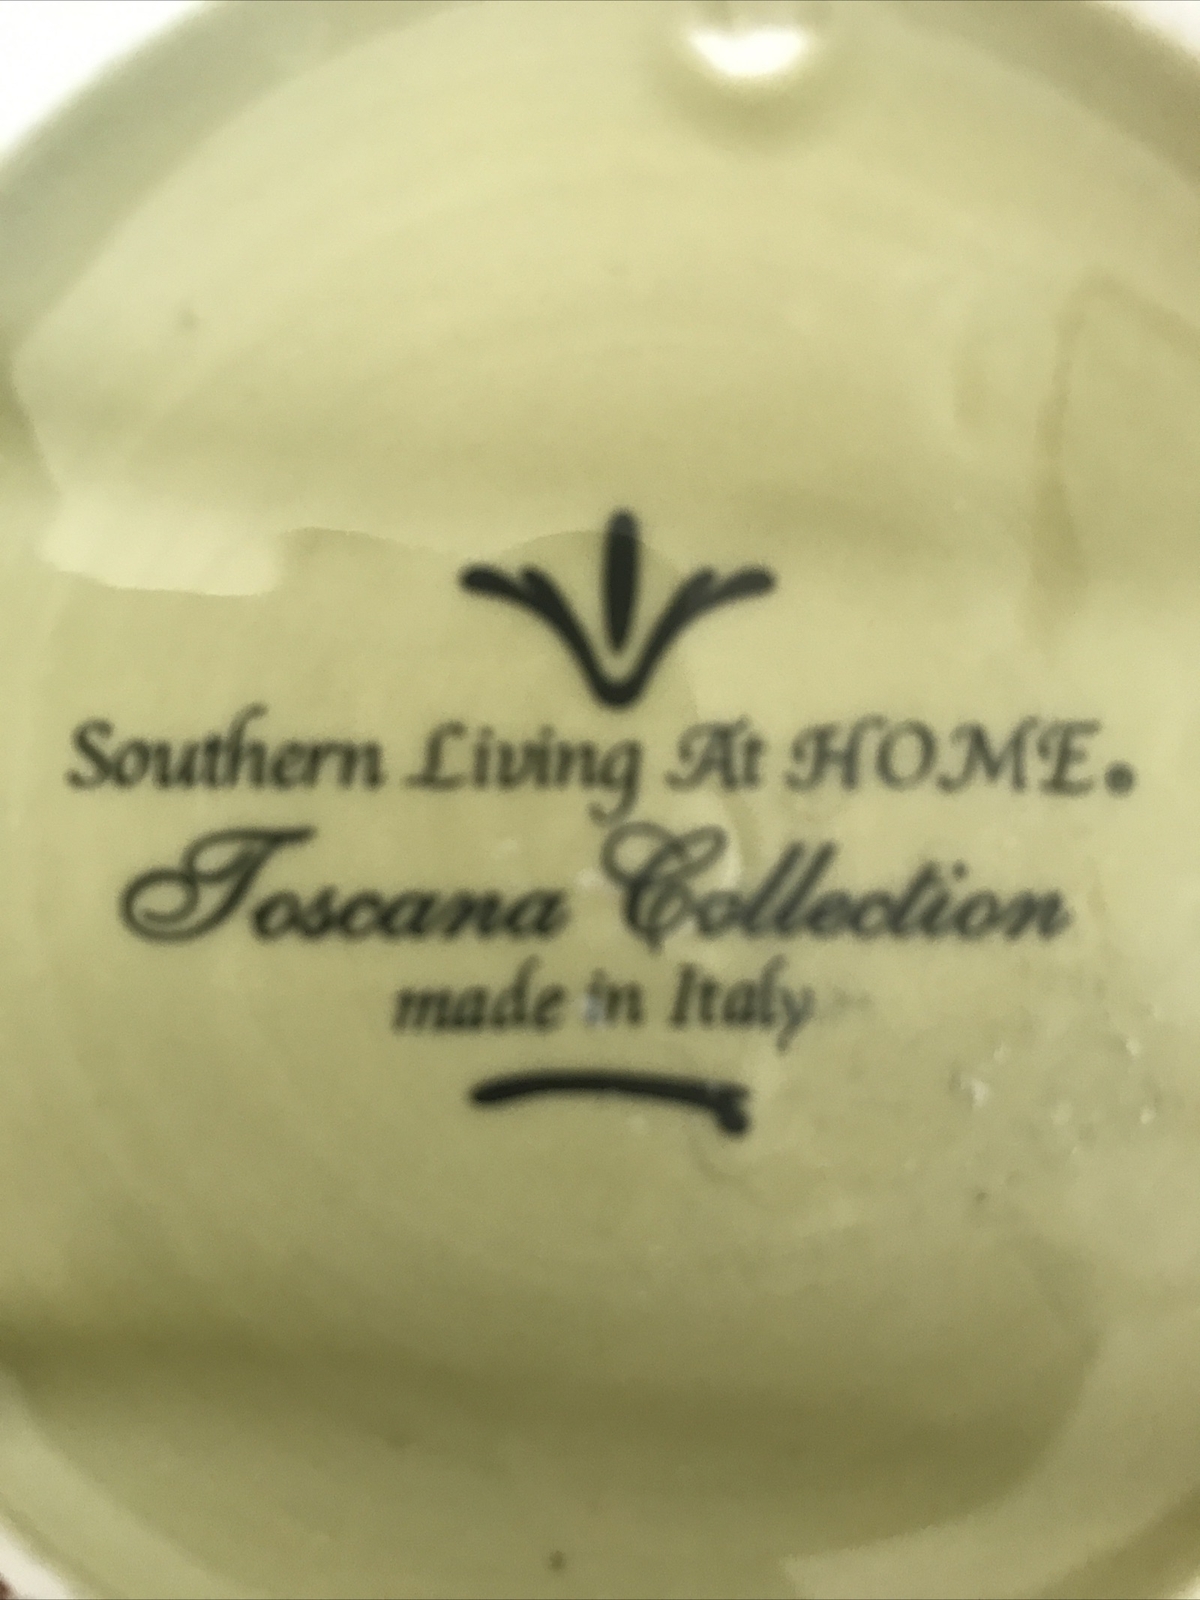 Southern Living At HOME®
Toscana Collection
made in Italy